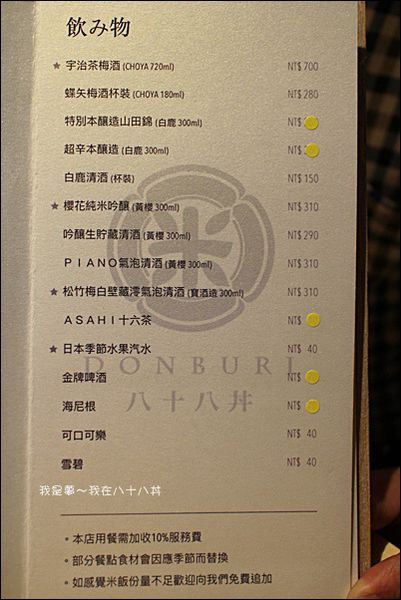 飲み物
★ 宇治茶梅酒 (CHOYA 720ml) NT$ 700
蝶矢梅酒杯裝 (CHOYA 180ml) NT$ 280
特別本釀造山田錦 (白鹿 300ml) NT$
超辛本釀造 (白鹿 300ml) NT$
白鹿清酒 (杯裝) NT$ 150
★ 櫻花純米吟釀 (黃櫻 300ml) NT$ 310
吟釀生貯藏清酒 (黃櫻 300ml) NT$ 290
ＰＩＡＮＯ氣泡清酒 (黃櫻 300ml) NT$ 310
★ 松竹梅白壁藏澪氣泡清酒 (寶酒造 300ml) NT$ 310
ＡＳＡＨＩ十六茶 NT$
★ 日本季節水果汽水 NT$ 40
DONBURI
金牌啤酒 NT$
八十八丼
海尼根 NT$
可口可樂 NT$ 40
雪碧 NT$ 40
我是夢～我在八十八丼
• 本店用餐需加收10%服務費
• 部分餐點食材會因應季節而替換
• 如感覺米飯份量不足歡迎向我們免費追加